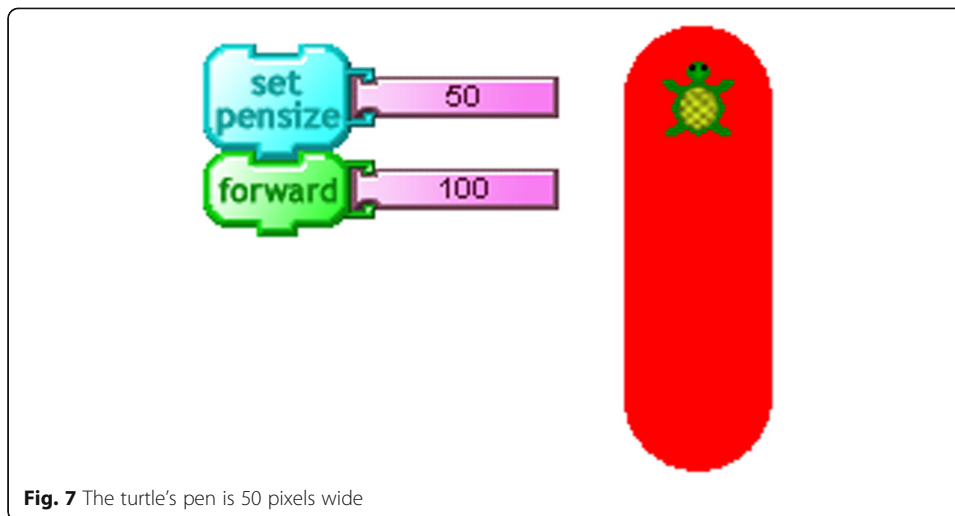 set
pensize
50
forward
100
Fig. 7 The turtle's pen is 50 pixels wide